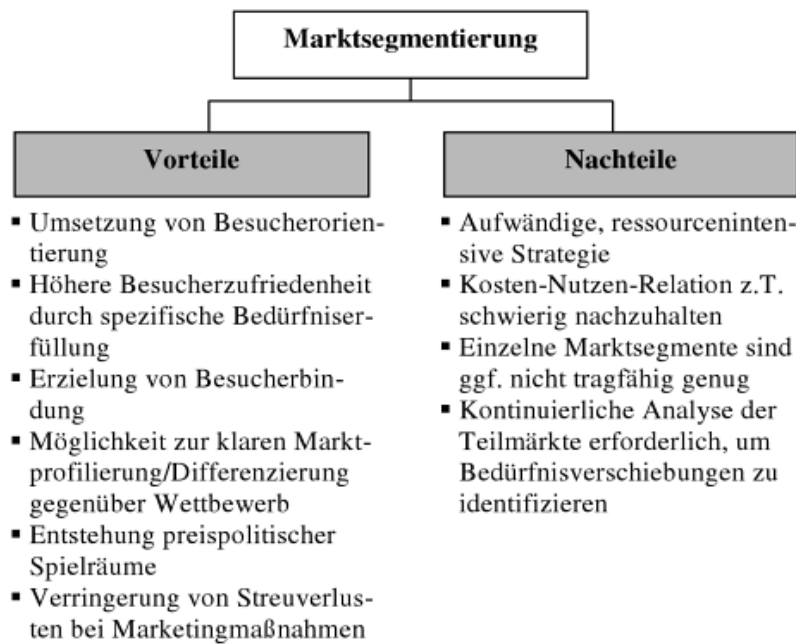 Marktsegmentierung
Vorteile
▪ Umsetzung von Besucherorien-
tierung
▪ Höhere Besucherzufriedenheit
durch spezifische Bedürfniser-
füllung
▪ Erzielung von Besucherbin-
dung
▪ Möglichkeit zur klaren Markt-
profilierung/Differenzierung
gegenüber Wettbewerb
▪ Entstehung preispolitischer
Spielräume
▪ Verringerung von Streuverlus-
ten bei Marketingmaßnahmen
Nachteile
▪ Aufwändige, ressourceninten-
sive Strategie
▪ Kosten-Nutzen-Relation z.T.
schwierig nachzuhalten
▪ Einzelne Marktsegmente sind
ggf. nicht tragfähig genug
▪ Kontinuierliche Analyse der
Teilmärkte erforderlich, um
Bedürfnisverschiebungen zu
identifizieren